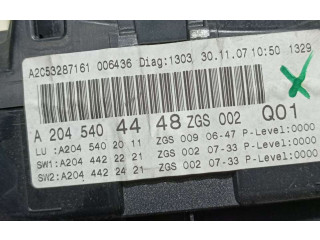 A2C53287161 006436 Diag:1303 30.11.07 10:50 1329
A 204 540 44 48 ZGS 002 Q01
LU :A204 540 20 11 ZGS 009 06-47 P-Level:0000
SW1:A204 442 22 21 ZGS 002 07-33 P-Level:0000
SW2:A204 442 24 21 ZGS 002 07-33 P-Level:0000